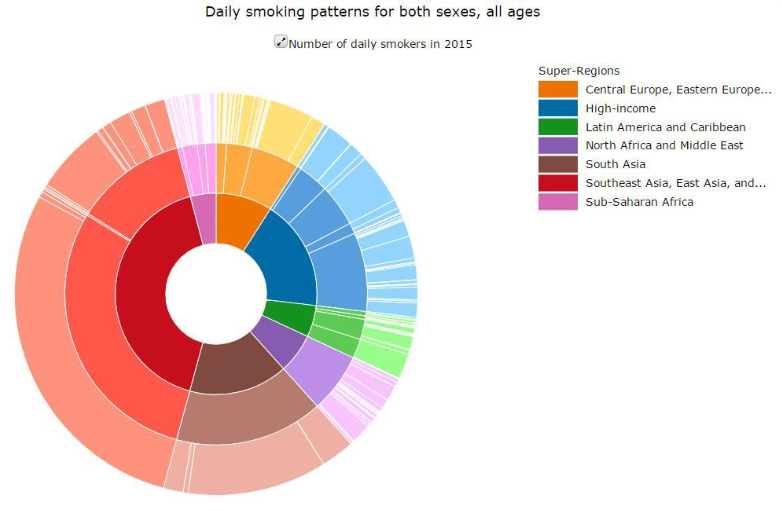 Daily smoking patterns for both sexes, all ages
Number of daily smokers in 2015
Super-Regions
Central Europe, Eastern Europe...
High-income
Latin America and Caribbean
North Africa and Middle East
South Asia
Southeast Asia, East Asia, and...
Sub-Saharan Africa